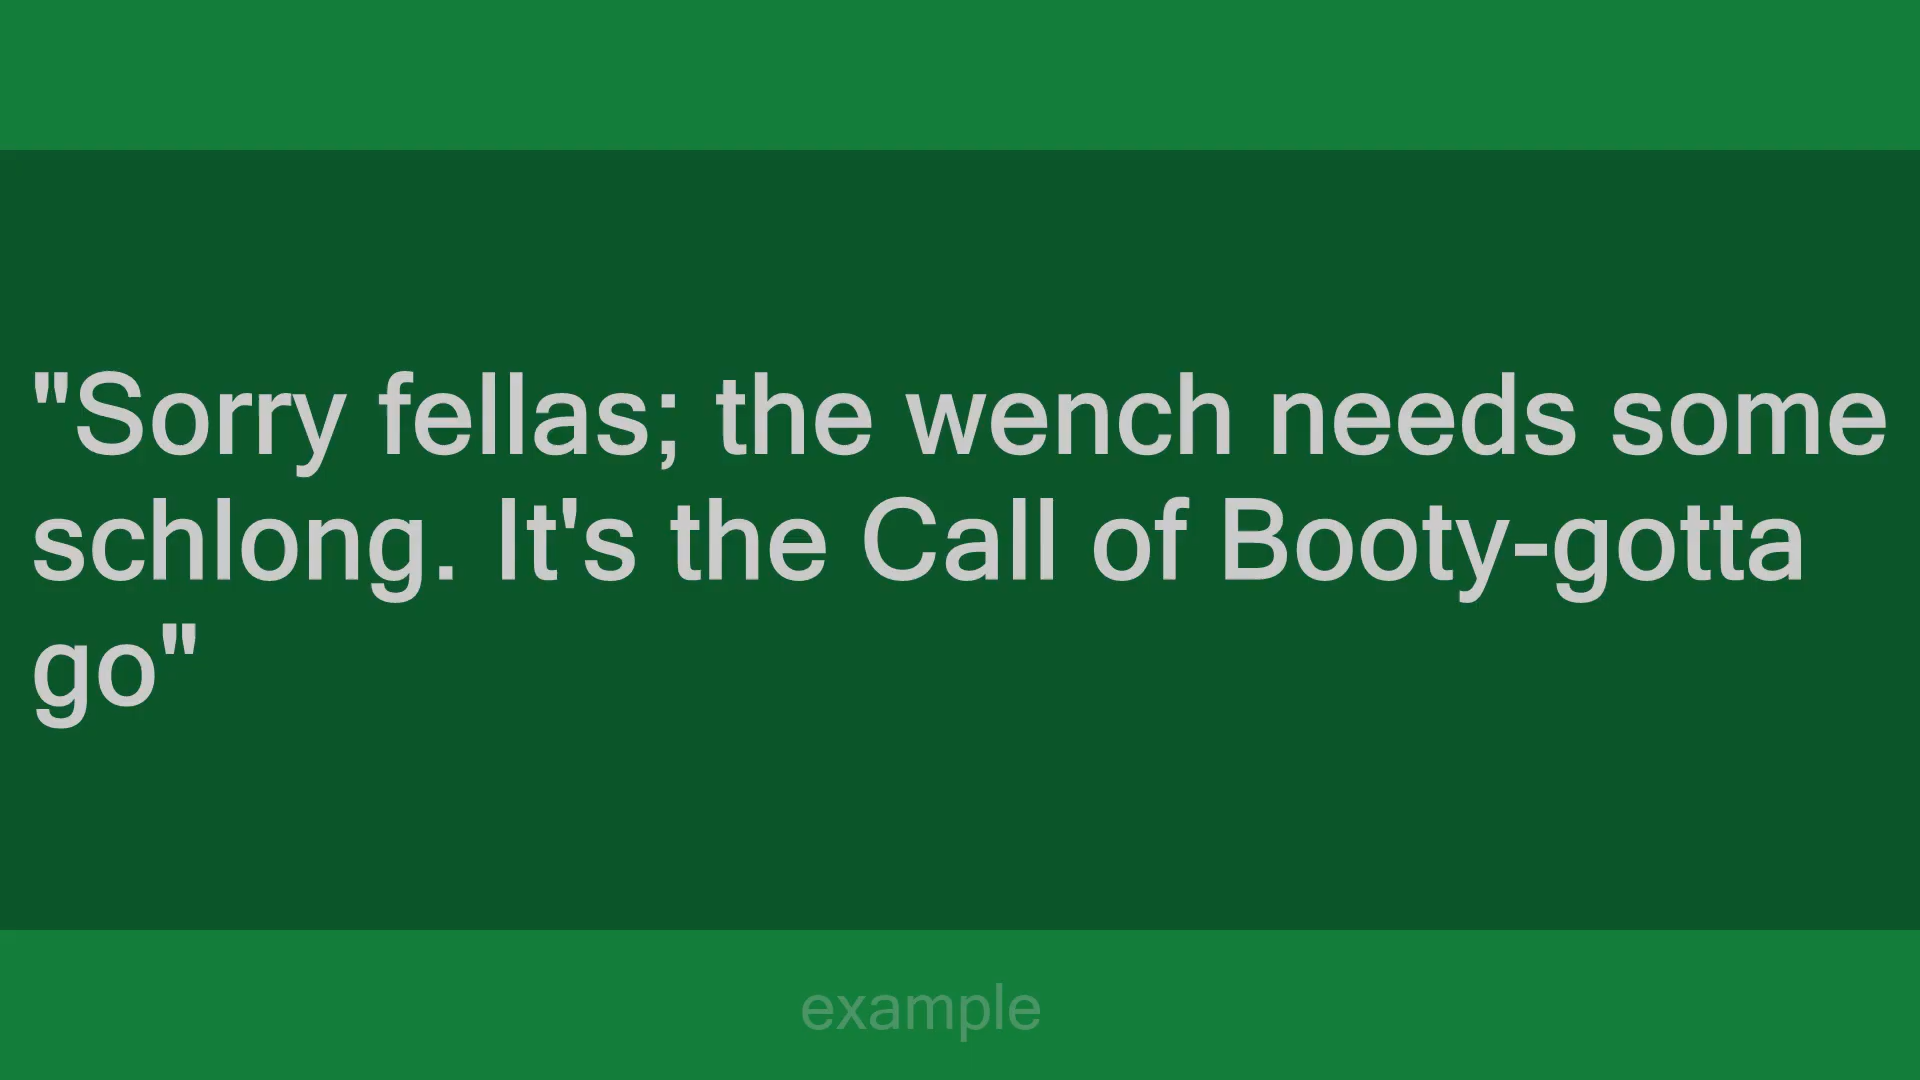 "Sorry fellas; the wench needs some
schlong. It's the Call of Booty-gotta
go"
example